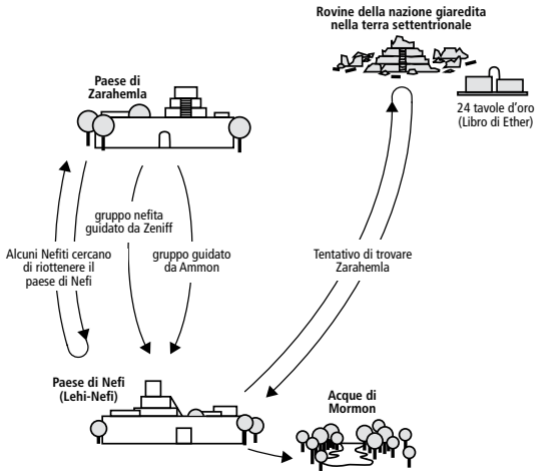 Rovine della nazione giaredita
nella terra settentrionale
Paese di
Zarahemla
24 tavole d'oro
(Libro di Ether)
gruppo nefita
guidato da Zeniff
Alcuni Nefiti cercano
di riottenere il
paese di Nefi
gruppo guidato
da Ammon
Tentativo di trovare
Zarahemla
Paese di Nefi
(Lehi-Nefi)
Acque di
Mormon